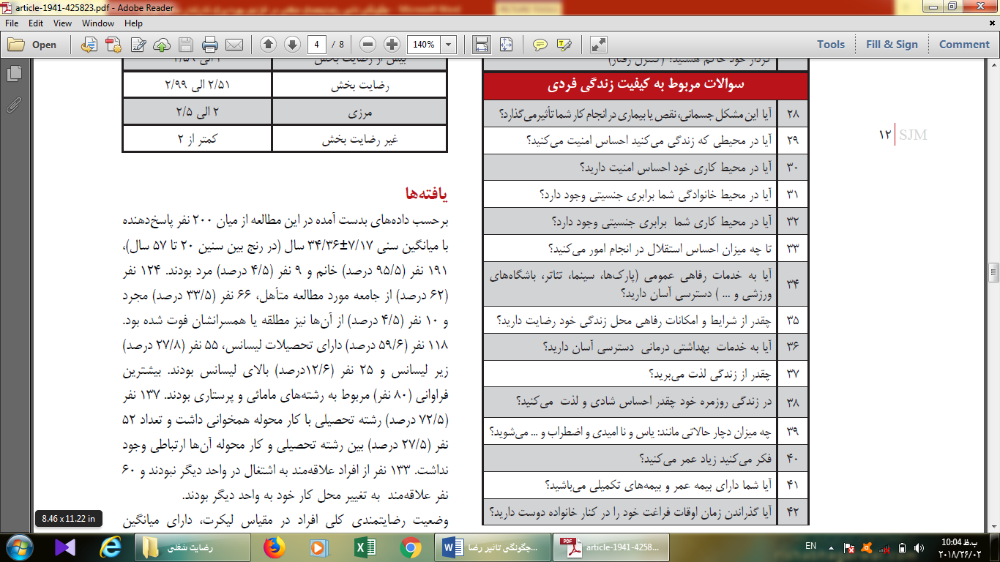 article-1941-425823.pdf - Adobe Reader
File Edit View Window Help
Open 4 / 8 140% Tools Fill & Sign Comment
کردار خود حاکم هستید؟ (کنترل رفتار)
سوالات مربوط به کیفیت زندگی فردی
۲۸ آیا این مشکل جسمانی، نقص یا بیماری در انجام کار شما تأثیر می‌گذارد؟
۲۹ آیا در محیطی که زندگی می‌کنید احساس امنیت می‌کنید؟
۳۰ آیا در محیط کاری خود احساس امنیت دارید؟
۳۱ آیا در محیط خانوادگی شما برابری جنسیتی وجود دارد؟
۳۲ آیا در محیط کاری شما برابری جنسیتی وجود دارد؟
۳۳ تا چه میزان احساس استقلال در انجام امور می‌کنید؟
۳۴ آیا به خدمات رفاهی عمومی (پارک‌ها، سینما، تئاتر، باشگاه‌های
ورزشی و ... ) دسترسی آسان دارید؟
۳۵ چقدر از شرایط و امکانات رفاهی محل زندگی خود رضایت دارید؟
۳۶ آیا به خدمات بهداشتی درمانی دسترسی آسان دارید؟
۳۷ چقدر از زندگی لذت می‌برید؟
۳۸ در زندگی روزمره خود چقدر احساس شادی و لذت می‌کنید؟
۳۹ چه میزان دچار حالاتی مانند: یاس و نا امیدی و اضطراب و ... می‌شوید؟
۴۰ فکر می‌کنید زیاد عمر می‌کنید؟
۴۱ آیا شما دارای بیمه عمر و بیمه‌های تکمیلی می‌باشید؟
۴۲ آیا گذراندن زمان اوقات فراغت خود را در کنار خانواده دوست دارید؟
۱۲ SJM
بیش از رضایت بخش
رضایت بخش ۲/۵۱ الی ۲/۹۹
مرزی ۲ الی ۲/۵
غیر رضایت بخش کمتر از ۲
یافته‌ها
برحسب داده‌های بدست آمده در این مطالعه از میان ۲۰۰ نفر پاسخ‌دهنده
با میانگین سنی ۷/۱۷±۳۴/۳۶ سال (در رنج بین سنین ۲۰ تا ۵۷ سال)،
۱۹۱ نفر (۹۵/۵ درصد) خانم و ۹ نفر (۴/۵ درصد) مرد بودند. ۱۲۴ نفر
(۶۲ درصد) از جامعه مورد مطالعه متأهل، ۶۶ نفر (۳۳/۵ درصد) مجرد
و ۱۰ نفر (۴/۵ درصد) از آن‌ها نیز مطلقه یا همسرانشان فوت شده بود.
۱۱۸ نفر (۵۹/۶ درصد) دارای تحصیلات لیسانس، ۵۵ نفر (۲۷/۸ درصد)
زیر لیسانس و ۲۵ نفر (۱۲/۶درصد) بالای لیسانس بودند. بیشترین
فراوانی (۸۰ نفر) مربوط به رشته‌های مامائی و پرستاری بودند. ۱۳۷ نفر
(۷۲/۵ درصد) رشته تحصیلی با کار محوله همخوانی داشت و تعداد ۵۲
نفر (۲۷/۵ درصد) بین رشته تحصیلی و کار محوله آن‌ها ارتباطی وجود
نداشت. ۱۳۳ نفر از افراد علاقه‌مند به اشتغال در واحد دیگر نبودند و ۶۰
نفر علاقه‌مند به تغییر محل کار خود به واحد دیگر بودند.
وضعیت رضایتمندی کلی افراد در مقیاس لیکرت، دارای میانگین
8.46 x 11.22 in
رضایت شغلی
چگونگی تاثیر رضا...
article-1941-4258...
EN
10:04 ب.ظ
۲۰۱۸/۲۶/۰۲